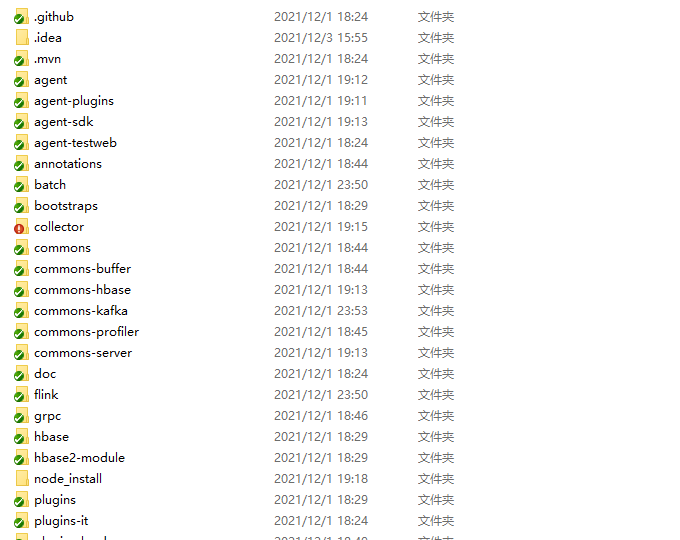 .github 2021/12/1 18:24 文件夹
.idea 2021/12/3 15:55 文件夹
.mvn 2021/12/1 18:24 文件夹
agent 2021/12/1 19:12 文件夹
agent-plugins 2021/12/1 19:11 文件夹
agent-sdk 2021/12/1 19:13 文件夹
agent-testweb 2021/12/1 18:24 文件夹
annotations 2021/12/1 18:44 文件夹
batch 2021/12/1 23:50 文件夹
bootstraps 2021/12/1 18:29 文件夹
collector 2021/12/1 19:15 文件夹
commons 2021/12/1 18:44 文件夹
commons-buffer 2021/12/1 18:44 文件夹
commons-hbase 2021/12/1 19:13 文件夹
commons-kafka 2021/12/1 23:53 文件夹
commons-profiler 2021/12/1 18:45 文件夹
commons-server 2021/12/1 19:13 文件夹
doc 2021/12/1 18:24 文件夹
flink 2021/12/1 23:50 文件夹
grpc 2021/12/1 18:46 文件夹
hbase 2021/12/1 18:29 文件夹
hbase2-module 2021/12/1 18:29 文件夹
node_install 2021/12/1 19:18 文件夹
plugins 2021/12/1 18:29 文件夹
plugins-it 2021/12/1 18:24 文件夹